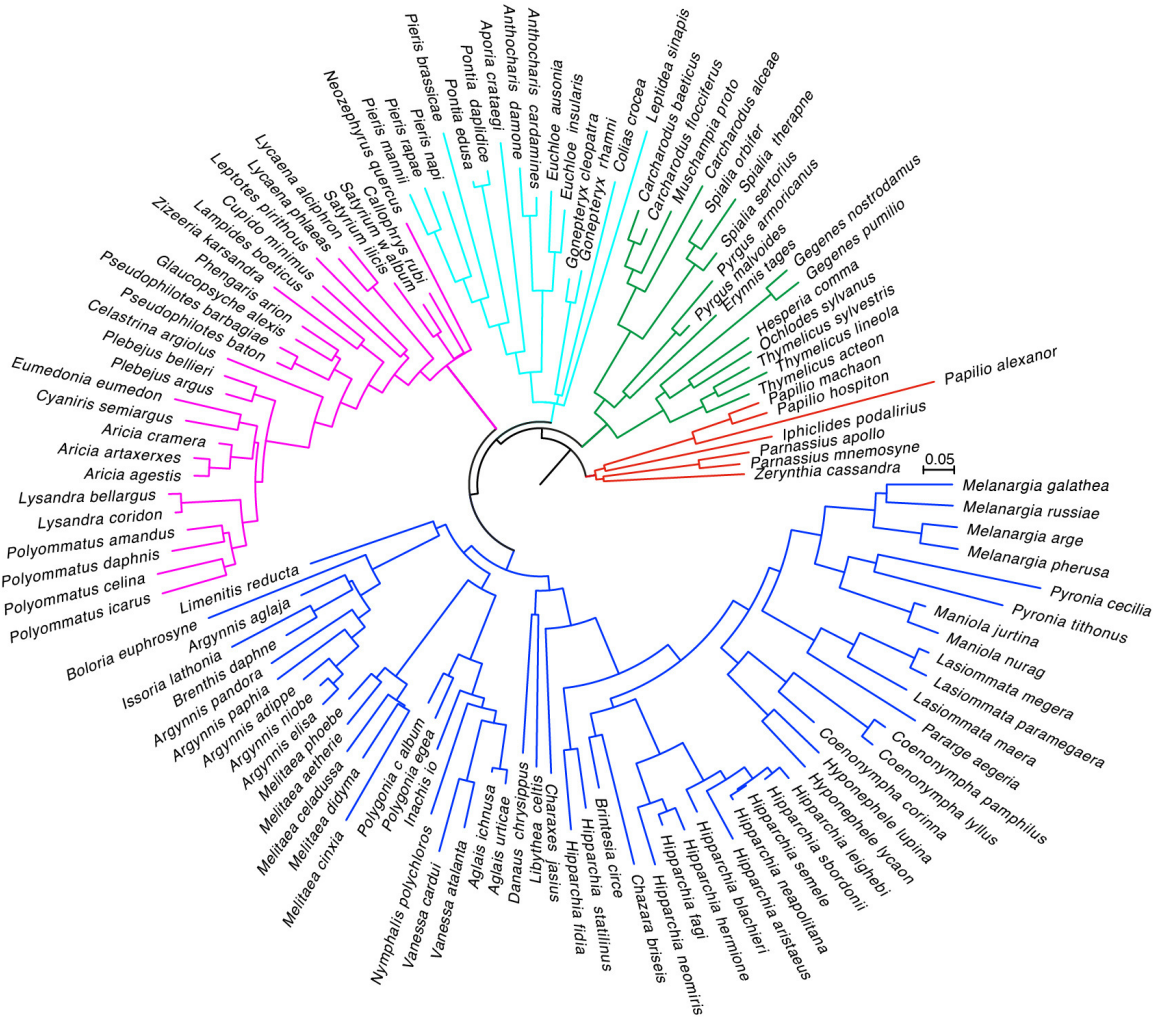 Pieris brassicae
Pontia edusa
Pontia daplidice
Aporia crataegi
Anthocharis damone
Anthocharis cardamines
Euchloe ausonia
Euchloe insularis
Gonepteryx cleopatra
Gonepteryx rhamni
Colias crocea
Leptidea sinapis
Carcharodus baeticus
Carcharodus flocciferus
Muschampia proto
Carcharodus alceae
Spialia orbifer
Spialia therapne
Spialia sertorius
Pyrgus armoricanus
Pyrgus malvoides
Erynnis tages
Gegenes nostrodamus
Gegenes pumilio
Hesperia comma
Ochlodes sylvanus
Thymelicus sylvestris
Thymelicus lineola
Thymelicus acteon
Papilio machaon
Papilio hospiton
Papilio alexanor
Iphiclides podalirius
Parnassius apollo
Parnassius mnemosyne
Zerynthia cassandra
0.05
Melanargia galathea
Melanargia russiae
Melanargia arge
Melanargia pherusa
Pyronia cecilia
Pyronia tithonus
Maniola jurtina
Maniola nurag
Lasiommata megera
Lasiommata paramegaera
Lasiommata maera
Pararge aegeria
Coenonympha pamphilus
Coenonympha lyllus
Coenonympha corinna
Hyponephele lupina
Hyponephele lycaon
Hipparchia leighebi
Hipparchia sbordonii
Hipparchia semele
Hipparchia neapolitana
Hipparchia aristaeus
Hipparchia blachieri
Hipparchia hermione
Hipparchia fagi
Hipparchia neomiris
Chazara briseis
Brintesia circe
Hipparchia statilinus
Hipparchia fidia
Charaxes jasius
Libythea celtis
Danaus chrysippus
Aglais urticae
Aglais ichnusa
Vanessa atalanta
Vanessa cardui
Nymphalis polychloros
Inachis io
Polygonia egea
Polygonia c album
Melitaea cinxia
Melitaea didyma
Melitaea celadussa
Melitaea aetherie
Melitaea phoebe
Argynnis elisa
Argynnis niobe
Argynnis adippe
Argynnis paphia
Argynnis pandora
Brenthis daphne
Issoria lathonia
Argynnis aglaja
Boloria euphrosyne
Limenitis reducta
Polyommatus icarus
Polyommatus celina
Polyommatus daphnis
Polyommatus amandus
Lysandra coridon
Lysandra bellargus
Aricia agestis
Aricia artaxerxes
Aricia cramera
Cyaniris semiargus
Eumedonia eumedon
Plebejus argus
Plebejus bellieri
Celastrina argiolus
Pseudophilotes baton
Pseudophilotes barbagiae
Glaucopsyche alexis
Phengaris arion
Zizeeria karsandra
Lampides boeticus
Cupido minimus
Leptotes pirithous
Lycaena phlaeas
Lycaena alciphron
Satyrium ilicis
Satyrium w album
Callophrys rubi
Neozephyrus quercus
Pieris mannii
Pieris rapae
Pieris napi